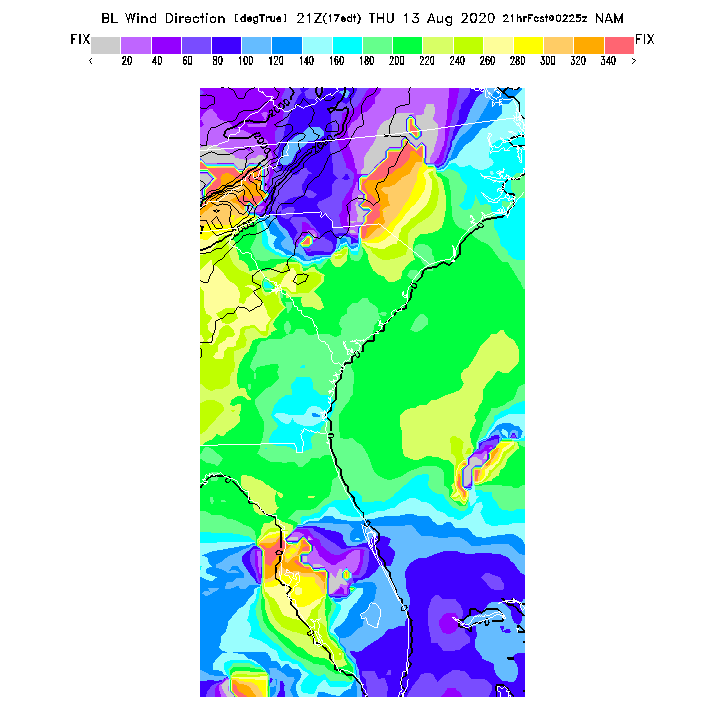 BL Wind Direction [degTrue] 21Z(17edt) THU 13 Aug 2020 21hrFcst@0225z NAM
FIX FIX
< 20 40 60 80 100 120 140 160 180 200 220 240 260 280 300 320 340 >